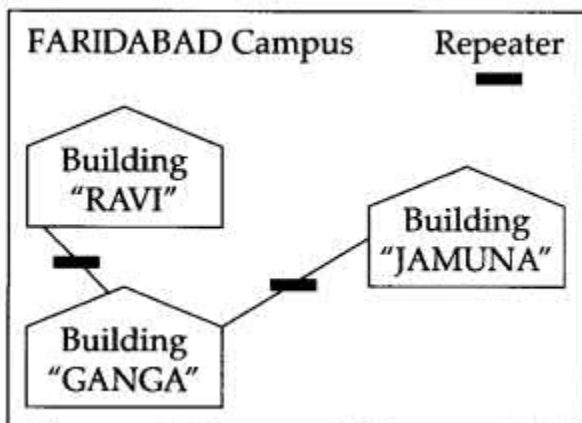 FARIDABAD Campus
Repeater
Building
"RAVI"
Building
"JAMUNA"
Building
"GANGA"